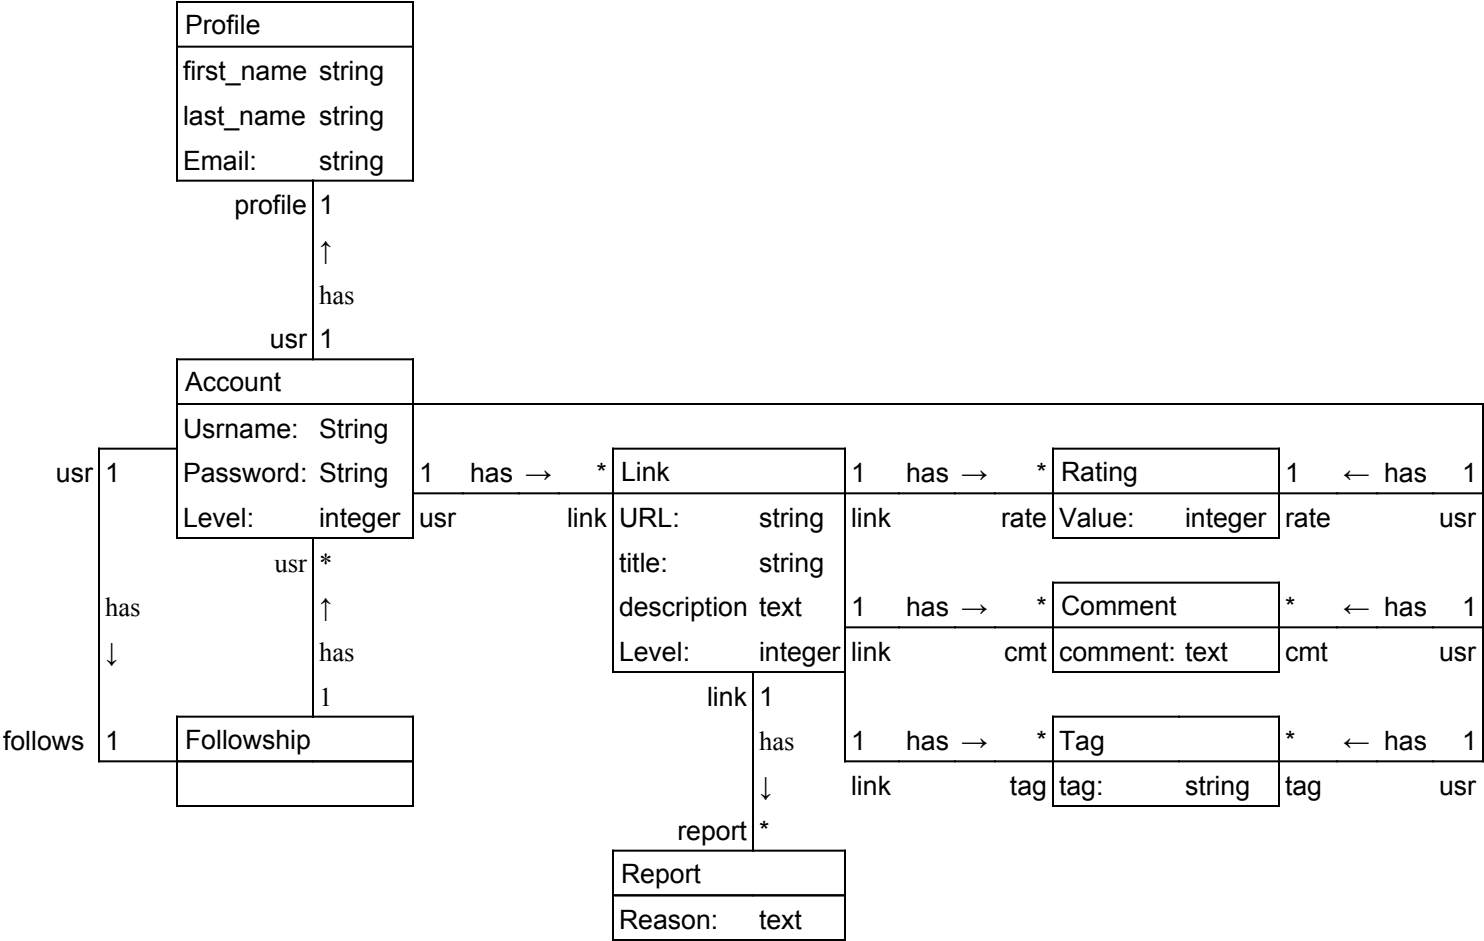 Profile
first_name string
last_name string
Email: string
profile 1
↑
has
usr 1
Account
Usrname: String
usr 1 Password: String 1 has → * Link 1 has → * Rating 1 ← has 1
Level: integer usr link URL: string link rate Value: integer rate usr
usr * title: string
has ↑ description text 1 has → * Comment * ← has 1
↓ has Level: integer link cmt comment: text cmt usr
1 link 1
follows 1 Followship has 1 has → * Tag * ← has 1
↓ link tag tag: string tag usr
report *
Report
Reason: text